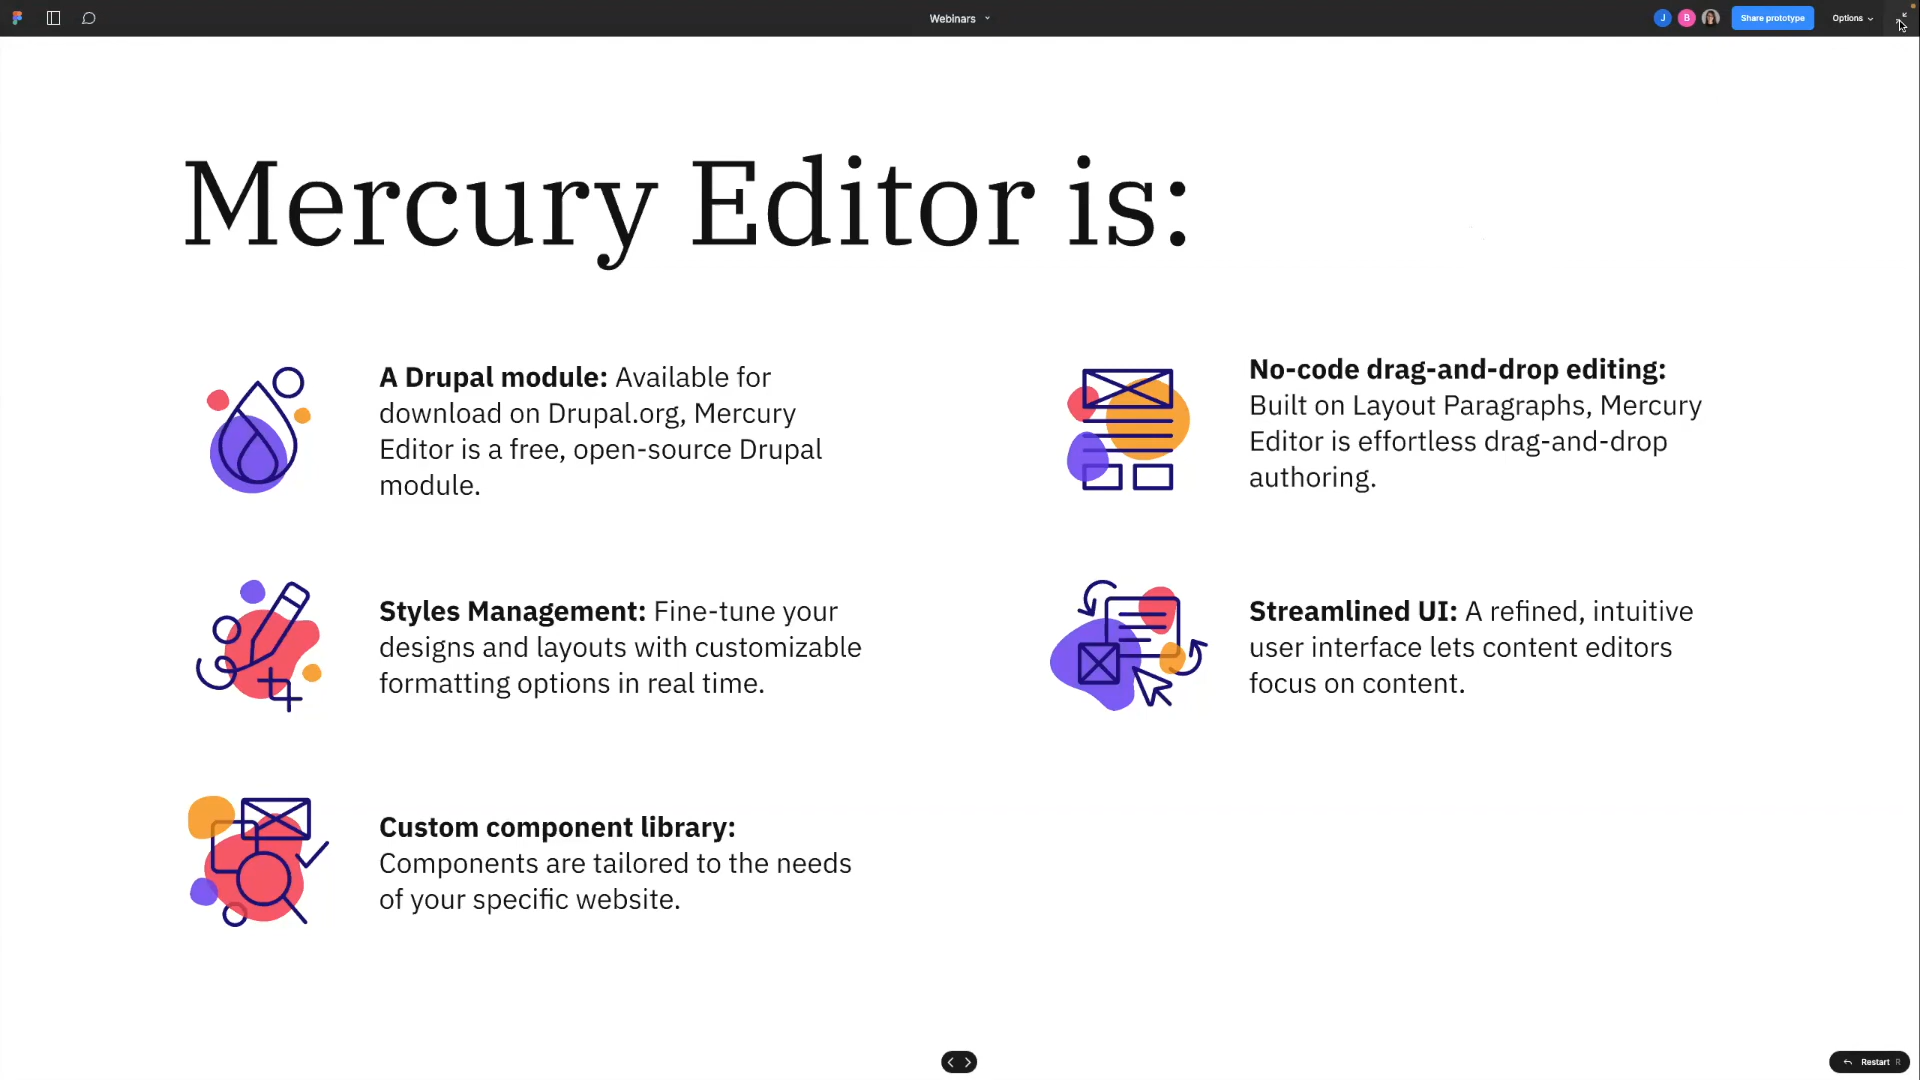 Webinars
J
B
Share prototype
Options
Mercury Editor is:
A Drupal module: Available for
download on Drupal.org, Mercury
Editor is a free, open-source Drupal
module.
No-code drag-and-drop editing:
Built on Layout Paragraphs, Mercury
Editor is effortless drag-and-drop
authoring.
Styles Management: Fine-tune your
designs and layouts with customizable
formatting options in real time.
Streamlined UI: A refined, intuitive
user interface lets content editors
focus on content.
Custom component library:
Components are tailored to the needs
of your specific website.
Restart R